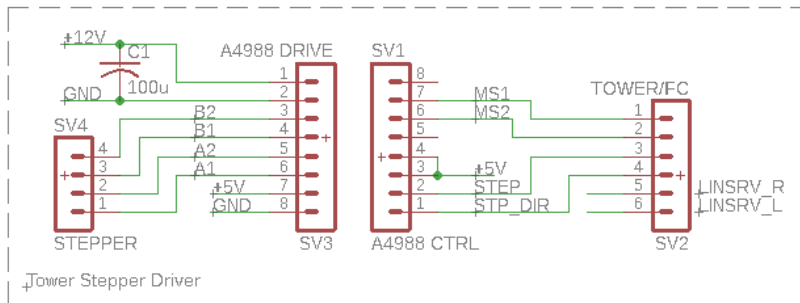 +12V
C1
100u
GND
A4988 DRIVE
1
2
3
4
5
6
7
8
B2
B1
A2
A1
+5V
GND
SV3
SV4
4
3
2
1
STEPPER
SV1
8
7
6
5
4
3
2
1
MS1
MS2
+5V
STEP
STP_DIR
A4988 CTRL
TOWER/FC
1
2
3
4
5
6
LINSRV_R
LINSRV_L
SV2
Tower Stepper Driver